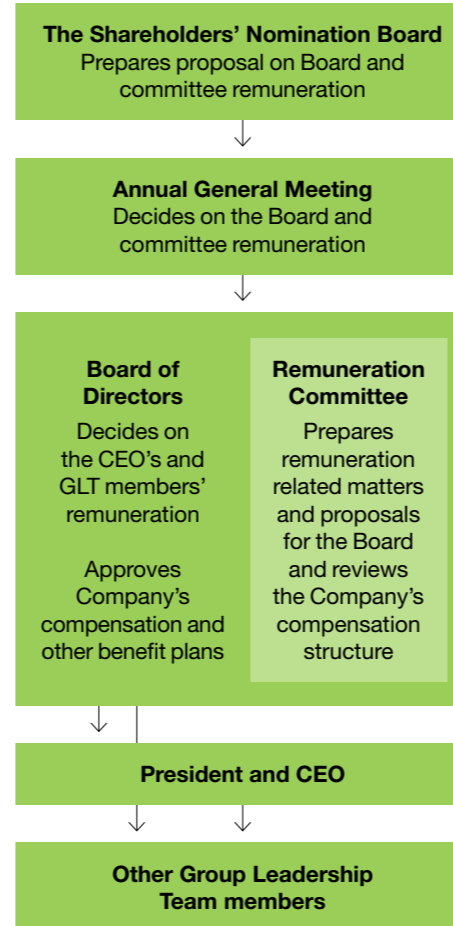 The Shareholders’ Nomination Board
Prepares proposal on Board and
committee remuneration
Annual General Meeting
Decides on the Board and
committee remuneration
Board of
Directors
Decides on
the CEO’s and
GLT members’
remuneration
Approves
Company’s
compensation and
other benefit plans
Remuneration
Committee
Prepares
remuneration
related matters
and proposals
for the Board
and reviews
the Company’s
compensation
structure
President and CEO
Other Group Leadership
Team members